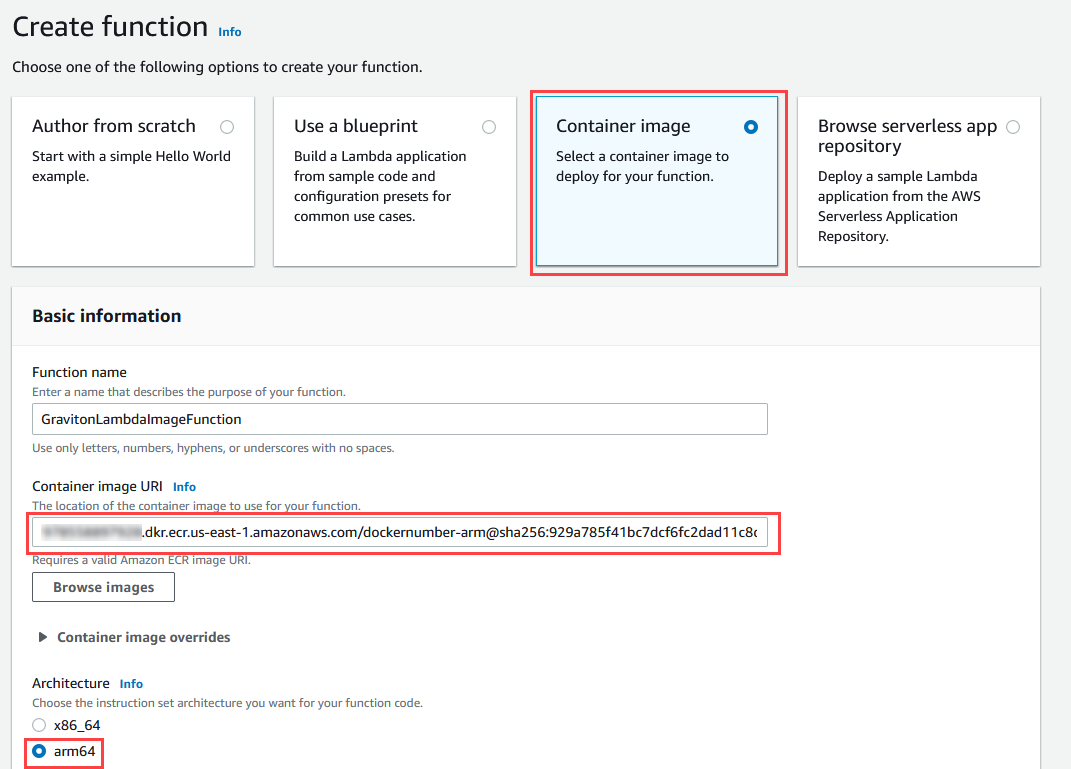 Create function Info
Choose one of the following options to create your function.
Author from scratch
Start with a simple Hello World
example.
Use a blueprint
Build a Lambda application
from sample code and
configuration presets for
common use cases.
Container image
Select a container image to
deploy for your function.
Browse serverless app
repository
Deploy a sample Lambda
application from the AWS
Serverless Application
Repository.
Basic information
Function name
Enter a name that describes the purpose of your function.
GravitonLambdaImageFunction
Use only letters, numbers, hyphens, or underscores with no spaces.
Container image URI Info
The location of the container image to use for your function.
.dkr.ecr.us-east-1.amazonaws.com/dockernumber-arm@sha256:929a785f41bc7dcf6fc2dad11c8
Requires a valid Amazon ECR image URI.
Browse images
Container image overrides
Architecture Info
Choose the instruction set architecture you want for your function code.
x86_64
arm64